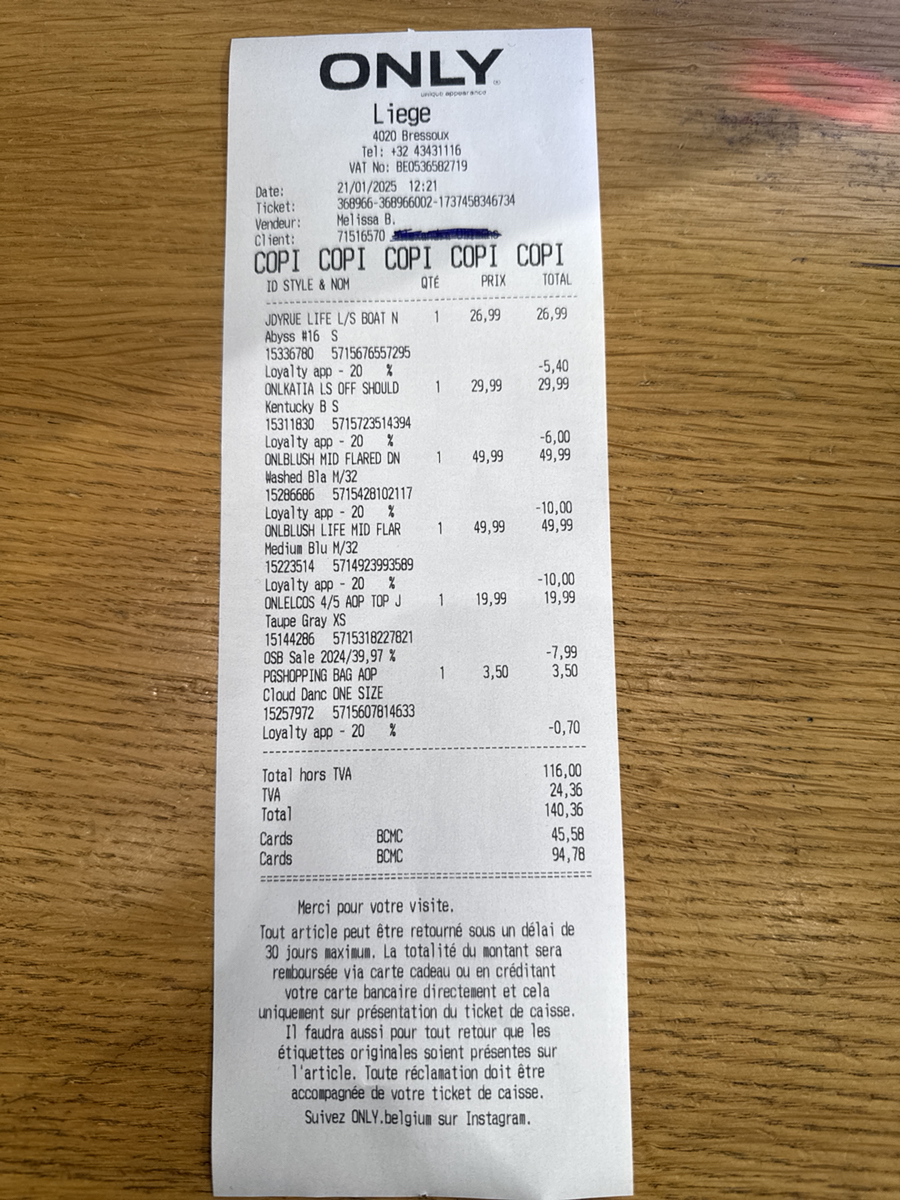 ONLY
unique appearance
Liege
4020 Bressoux
Tel: +32 43431116
VAT No: BE0536582719
Date: 21/01/2025 12:21
Ticket: 368966-368966002-1737458346734
Vendeur: Melissa B.
Client: 71516570
COPI COPI COPI COPI COPI
ID STYLE & NOM QTÉ PRIX TOTAL
JDYRUE LIFE L/S BOAT N 1 26,99 26,99
Abyss #16 S
15336780 5715676557295
Loyalty app - 20 % -5,40
ONLKATIA LS OFF SHOULD 1 29,99 29,99
Kentucky B S
15311830 5715723514394
Loyalty app - 20 % -6,00
ONLBLUSH MID FLARED DN 1 49,99 49,99
Washed Bla M/32
15286686 5715428102117
Loyalty app - 20 % -10,00
ONLBLUSH LIFE MID FLAR 1 49,99 49,99
Medium Blu M/32
15223514 5714923993589
Loyalty app - 20 % -10,00
ONLELCOS 4/5 AOP TOP J 1 19,99 19,99
Taupe Gray XS
15144286 5715318227821
OSB Sale 2024/39,97 % -7,99
PGSHOPPING BAG AOP 1 3,50 3,50
Cloud Danc ONE SIZE
15257972 5715607814633
Loyalty app - 20 % -0,70
Total hors TVA 116,00
TVA 24,36
Total 140,36
Cards BCMC 45,58
Cards BCMC 94,78
Merci pour votre visite.
Tout article peut être retourné sous un délai de
30 jours maximum. La totalité du montant sera
remboursée via carte cadeau ou en créditant
votre carte bancaire directement et cela
uniquement sur présentation du ticket de caisse.
Il faudra aussi pour tout retour que les
étiquettes originales soient présentes sur
l'article. Toute réclamation doit être
accompagnée de votre ticket de caisse.
Suivez ONLY.belgium sur Instagram.